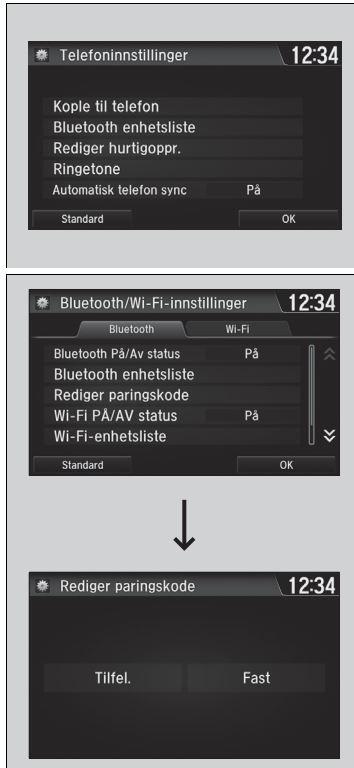 Telefoninnstillinger 12:34
Kople til telefon
Bluetooth enhetsliste
Rediger hurtigoppr.
Ringetone
Automatisk telefon sync På
Standard OK
Bluetooth/Wi-Fi-innstillinger 12:34
Bluetooth Wi-Fi
Bluetooth På/Av status På
Bluetooth enhetsliste
Rediger paringskode
Wi-Fi PÅ/AV status På
Wi-Fi-enhetsliste
Standard OK
Rediger paringskode 12:34
Tilfel. Fast